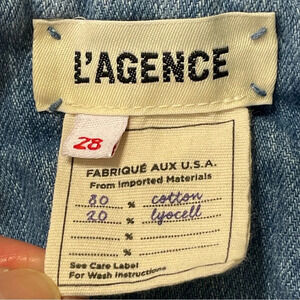 L'AGENCE
28
FABRIQUÉ AUX U.S.A.
From Imported Materials
80 % cotton
20 % lyocell
%
%
See Care Label
For Wash Instructions